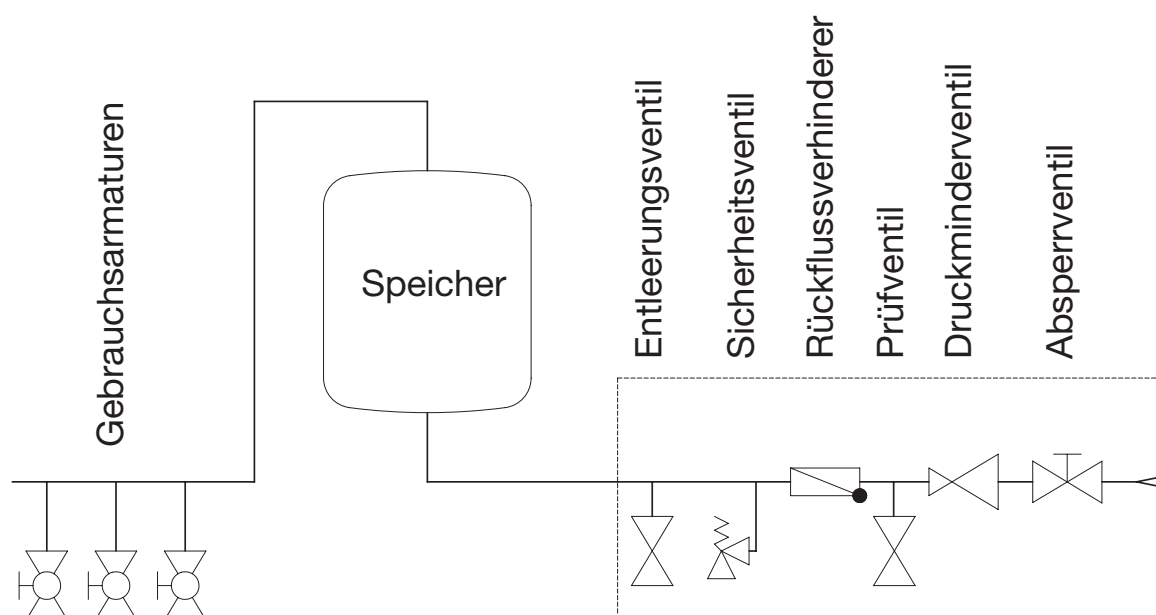 Gebrauchsarmaturen
Speicher
Entleerungsventil
Sicherheitsventil
Rückflussverhinderer
Prüfventil
Druckminderventil
Absperrventil